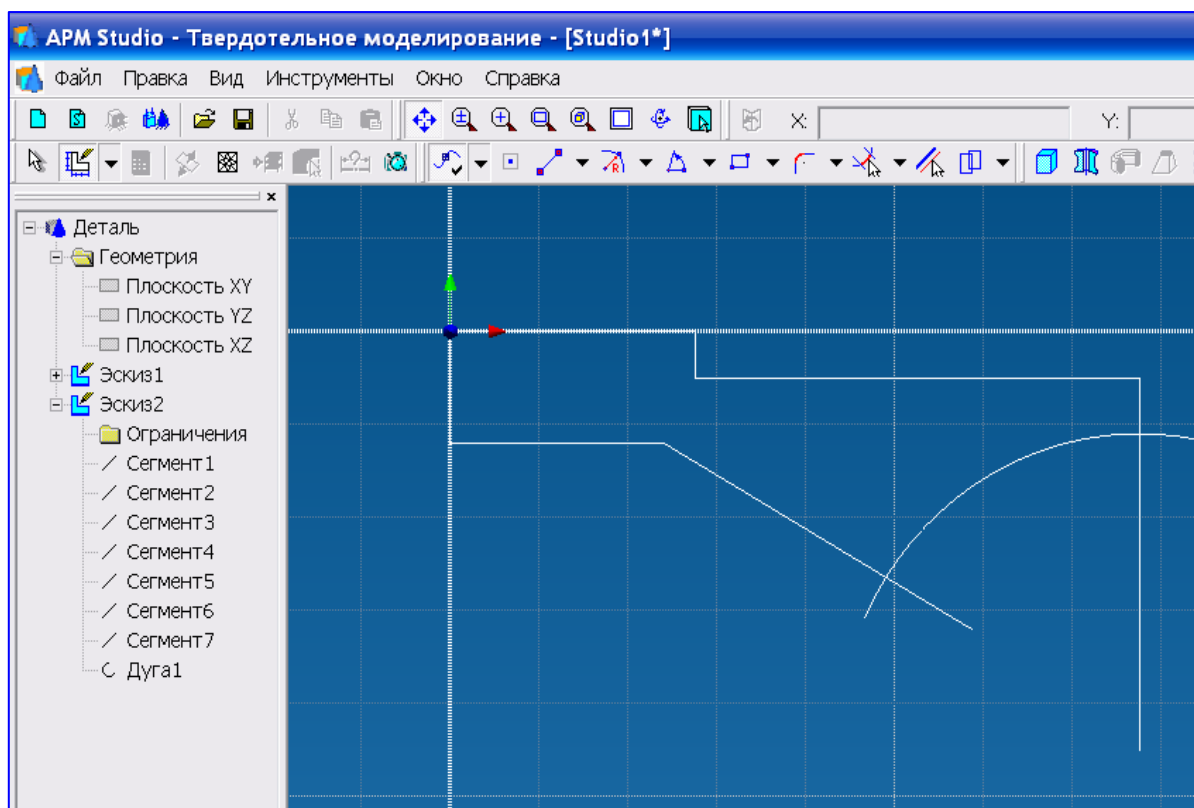 APM Studio - Твердотельное моделирование - [Studio1*]
Файл Правка Вид Инструменты Окно Справка
X: Y:
Деталь
Геометрия
Плоскость XY
Плоскость YZ
Плоскость XZ
Эскиз1
Эскиз2
Ограничения
Сегмент1
Сегмент2
Сегмент3
Сегмент4
Сегмент5
Сегмент6
Сегмент7
Дуга1